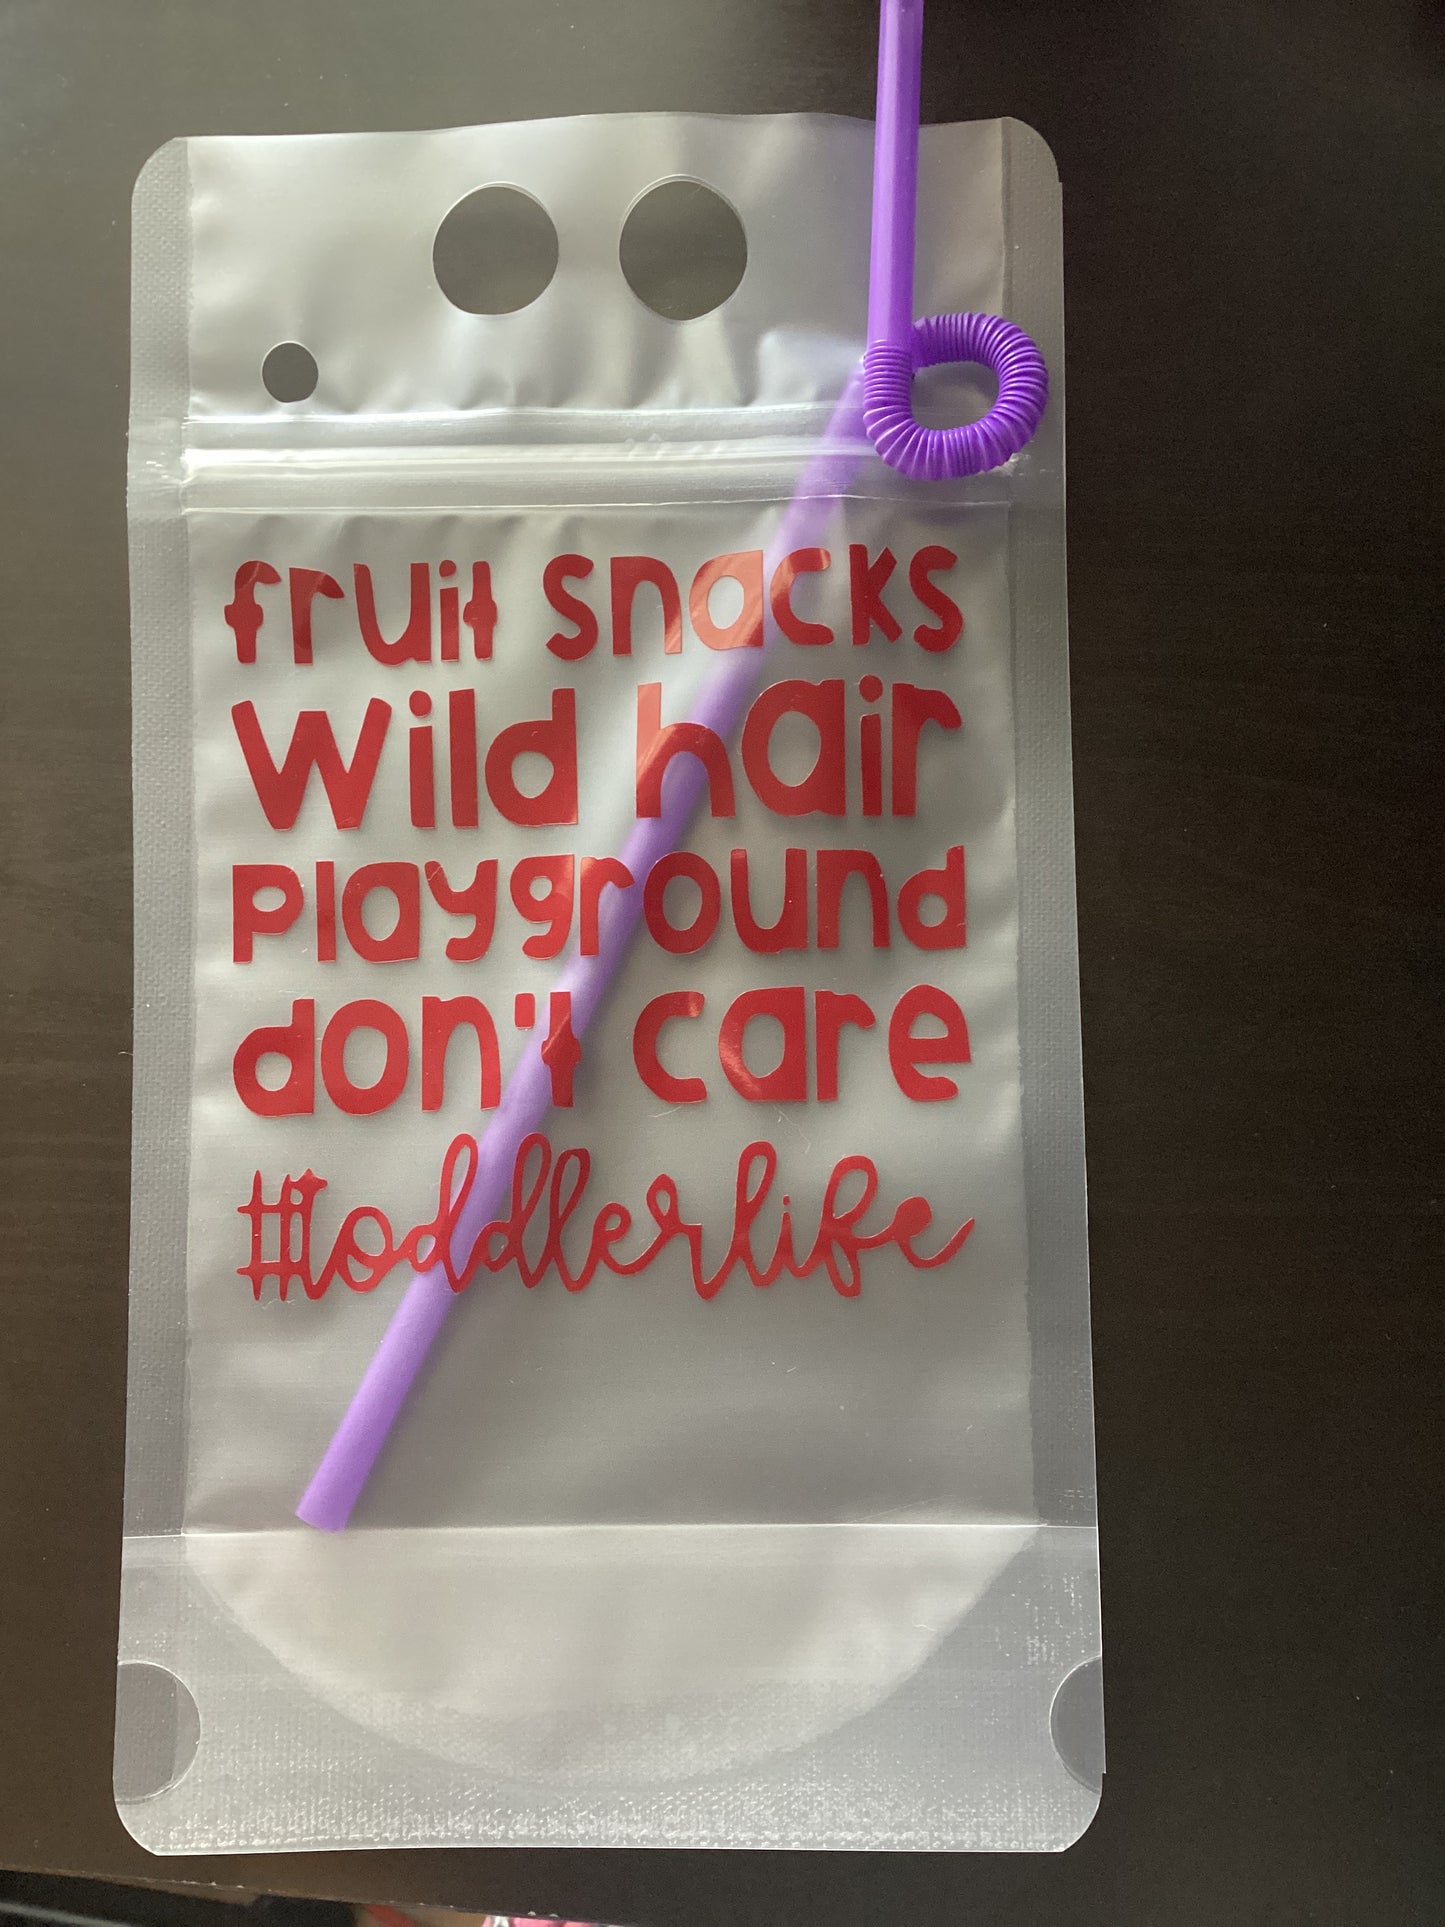 fruit snacks
Wild hair
playground
don't care
#toddlerlife